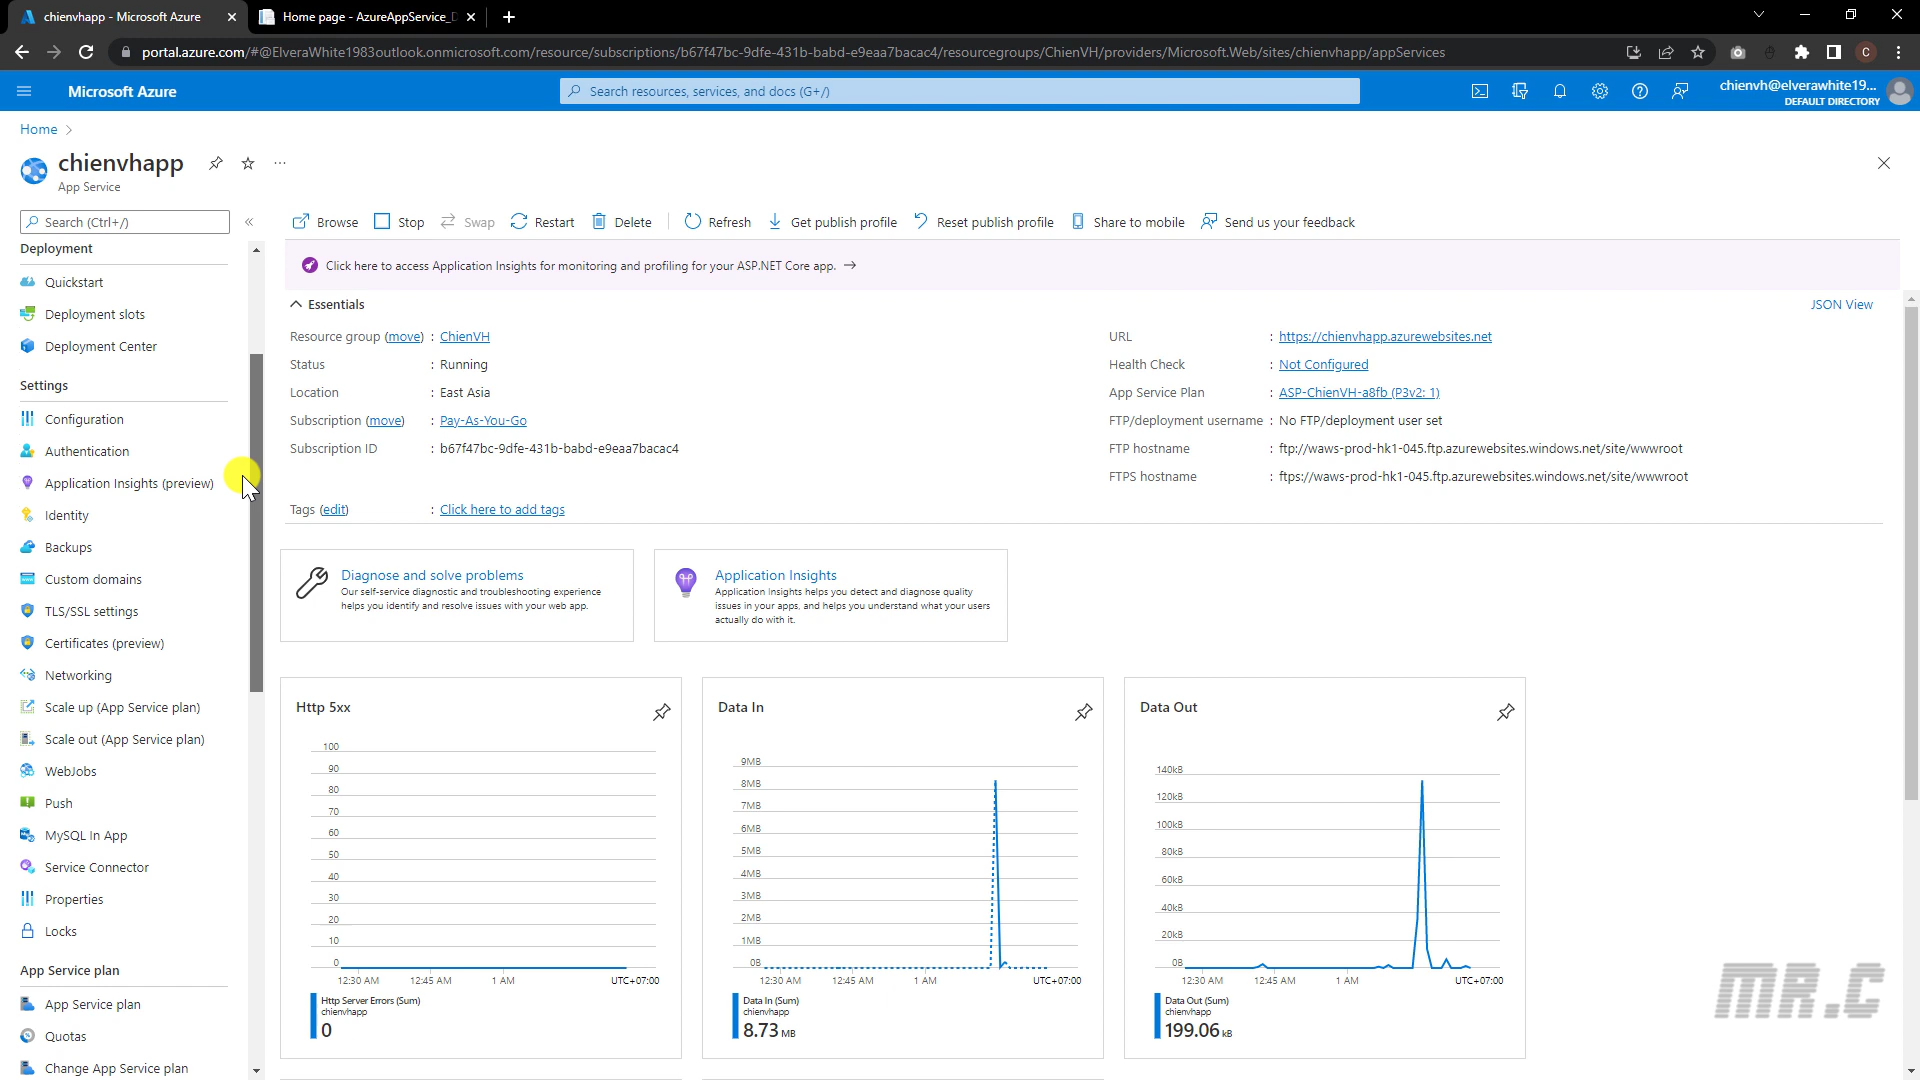 chienvhapp - Microsoft Azure
Home page - AzureAppService_D
portal.azure.com/#@ElveraWhite1983outlook.onmicrosoft.com/resource/subscriptions/b67f47bc-9dfe-431b-babd-e9eaa7bacac4/resourcegroups/ChienVH/providers/Microsoft.Web/sites/chienvhapp/appServices
C
Microsoft Azure
Search resources, services, and docs (G+/)
chienvh@elverawhite19...
DEFAULT DIRECTORY
Home
chienvhapp
App Service
Search (Ctrl+/)
Browse
Stop
Swap
Restart
Delete
Refresh
Get publish profile
Reset publish profile
Share to mobile
Send us your feedback
Deployment
Quickstart
Deployment slots
Deployment Center
Settings
Configuration
Authentication
Application Insights (preview)
Identity
Backups
Custom domains
TLS/SSL settings
Certificates (preview)
Networking
Scale up (App Service plan)
Scale out (App Service plan)
WebJobs
Push
MySQL In App
Service Connector
Properties
Locks
App Service plan
App Service plan
Quotas
Change App Service plan
Click here to access Application Insights for monitoring and profiling for your ASP.NET Core app. →
Essentials
JSON View
Resource group (move) : ChienVH
Status : Running
Location : East Asia
Subscription (move) : Pay-As-You-Go
Subscription ID : b67f47bc-9dfe-431b-babd-e9eaa7bacac4
Tags (edit) : Click here to add tags
URL : https://chienvhapp.azurewebsites.net
Health Check : Not Configured
App Service Plan : ASP-ChienVH-a8fb (P3v2: 1)
FTP/deployment username : No FTP/deployment user set
FTP hostname : ftp://waws-prod-hk1-045.ftp.azurewebsites.windows.net/site/wwwroot
FTPS hostname : ftps://waws-prod-hk1-045.ftp.azurewebsites.windows.net/site/wwwroot
Diagnose and solve problems
Our self-service diagnostic and troubleshooting experience
helps you identify and resolve issues with your web app.
Application Insights
Application Insights helps you detect and diagnose quality
issues in your apps, and helps you understand what your users
actually do with it.
Http 5xx
100
90
80
70
60
50
40
30
20
10
0
12:30 AM 12:45 AM 1 AM UTC+07:00
Http Server Errors (Sum)
chienvhapp
0
Data In
9MB
8MB
7MB
6MB
5MB
4MB
3MB
2MB
1MB
0B
12:30 AM 12:45 AM 1 AM UTC+07:00
Data In (Sum)
chienvhapp
8.73 MB
Data Out
140kB
120kB
100kB
80kB
60kB
40kB
20kB
0B
12:30 AM 12:45 AM 1 AM UTC+07:00
Data Out (Sum)
chienvhapp
199.06 kB
MR.C